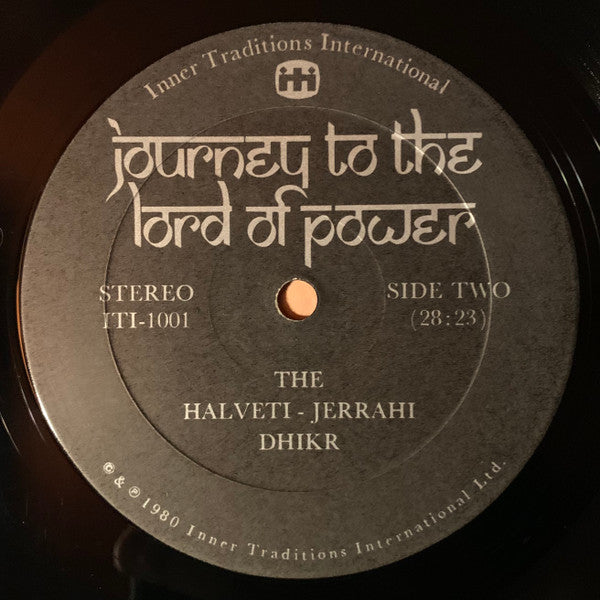 Inner Traditions International
iti
journey to the
lord of power
STEREO
ITI-1001
SIDE TWO
(28:23)
THE
HALVETI - JERRAHI
DHIKR
© & ℗ 1980 Inner Traditions International Ltd.